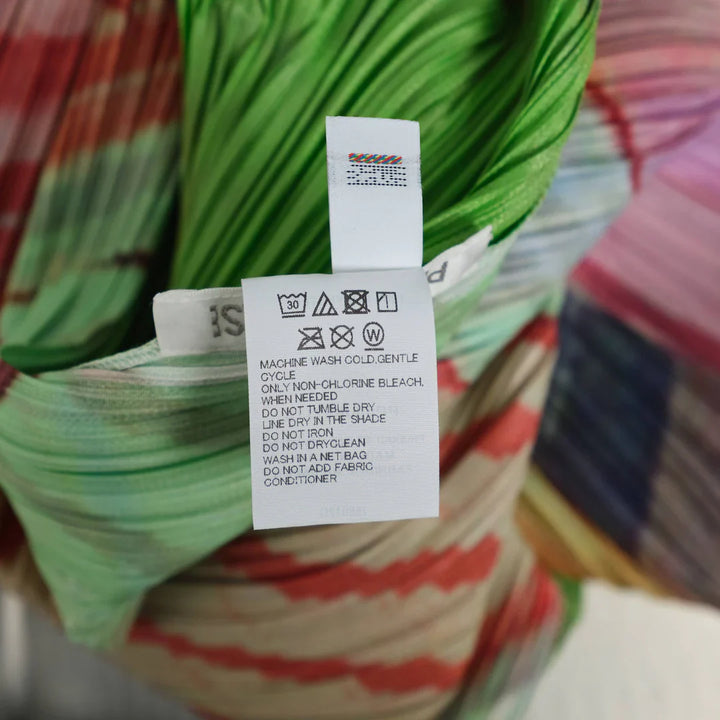 P
SI
30
W
MACHINE WASH COLD,GENTLE
CYCLE
ONLY NON-CHLORINE BLEACH,
WHEN NEEDED
DO NOT TUMBLE DRY
LINE DRY IN THE SHADE
DO NOT IRON
DO NOT DRYCLEAN
WASH IN A NET BAG
DO NOT ADD FABRIC
CONDITIONER